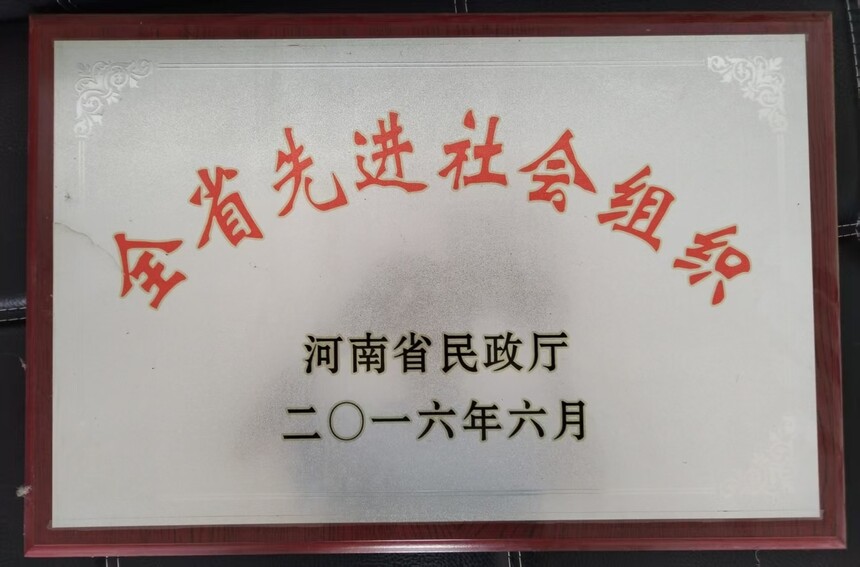 全省先进社会组织
河南省民政厅
二〇一六年六月